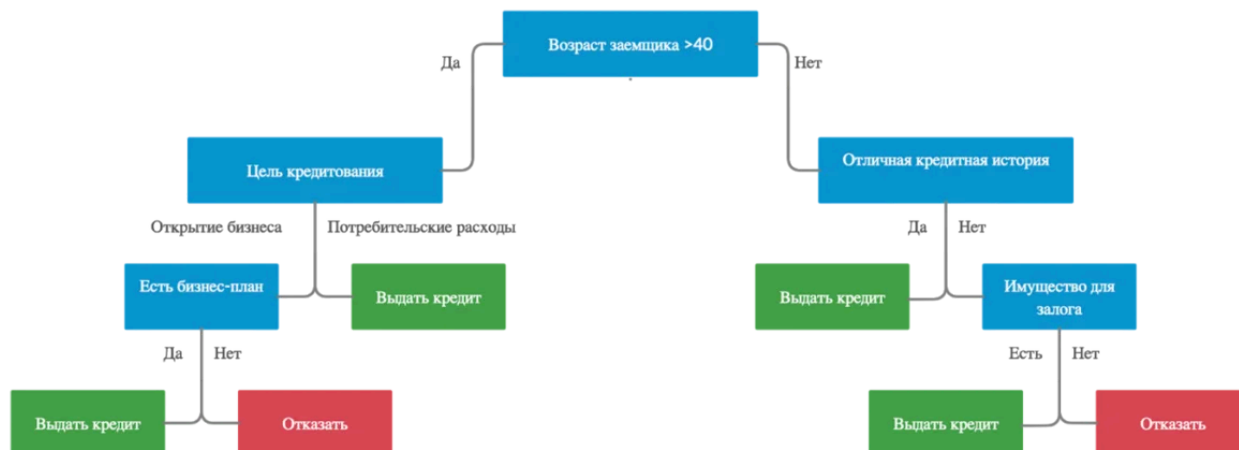 Возраст заемщика >40
Да
Нет
Цель кредитования
Отличная кредитная история
Открытие бизнеса
Потребительские расходы
Да
Нет
Есть бизнес-план
Выдать кредит
Выдать кредит
Имущество для
залога
Да
Нет
Есть
Нет
Выдать кредит
Отказать
Выдать кредит
Отказать